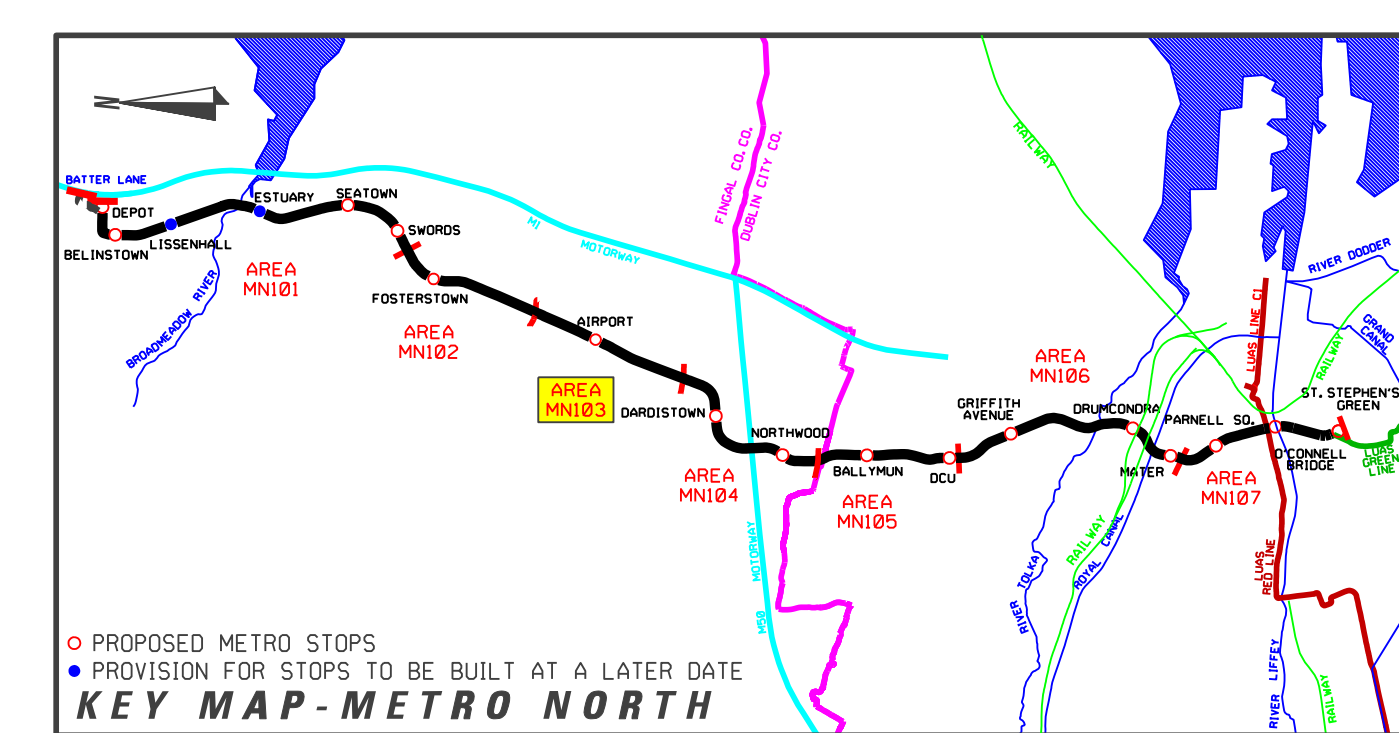 N
BATTER LANE
DEPOT
BELINSTOWN
LISSENHALL
ESTUARY
SEATOWN
SWORDS
FOSTERSTOWN
BROADMEADOW RIVER
AREA
MN101
AREA
MN102
AIRPORT
AREA
MN103
M1
MOTORWAY
FINGAL CO. CO.
DUBLIN CITY CO.
DARDISTOWN
NORTHWOOD
AREA
MN104
BALLYMUN
DCU
AREA
MN105
MOTORWAY
M50
GRIFFITH
AVENUE
AREA
MN106
DRUMCONDRA
MATER
PARNELL SQ.
AREA
MN107
O'CONNELL
BRIDGE
ST. STEPHEN'S
GREEN
RAILWAY
RIVER TOLKA
RAILWAY
ROYAL CANAL
LUAS LINE C1
RIVER DODDER
GRAND
CANAL
RAILWAY
LUAS
GREEN
LINE
LUAS
RED LINE
RIVER LIFFEY
RAILWAY
PROPOSED METRO STOPS
PROVISION FOR STOPS TO BE BUILT AT A LATER DATE
KEY MAP-METRO NORTH